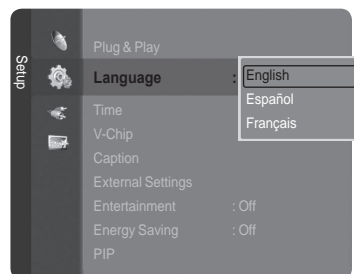 Setup
Plug & Play
Language : English
Español
Français
Time
V-Chip
Caption
External Settings
Entertainment : Off
Energy Saving : Off
PIP